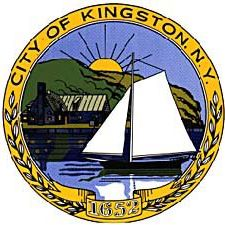 CITY OF KINGSTON, N.Y.
1652